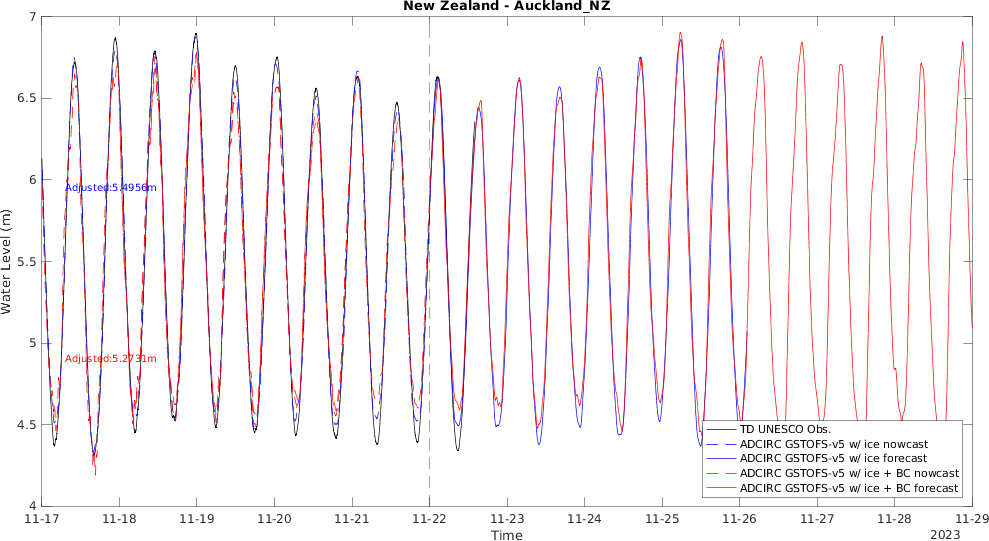 New Zealand - Auckland_NZ
7
6.5
6
5.5
5
4.5
4
Water Level (m)
Adjusted:5.4956m
Adjusted:5.2731m
TD UNESCO Obs.
ADCIRC GSTOFS-v5 w/ ice nowcast
ADCIRC GSTOFS-v5 w/ ice forecast
ADCIRC GSTOFS-v5 w/ ice + BC nowcast
ADCIRC GSTOFS-v5 w/ ice + BC forecast
11-17 11-18 11-19 11-20 11-21 11-22 11-23 11-24 11-25 11-26 11-27 11-28 11-29
Time
2023